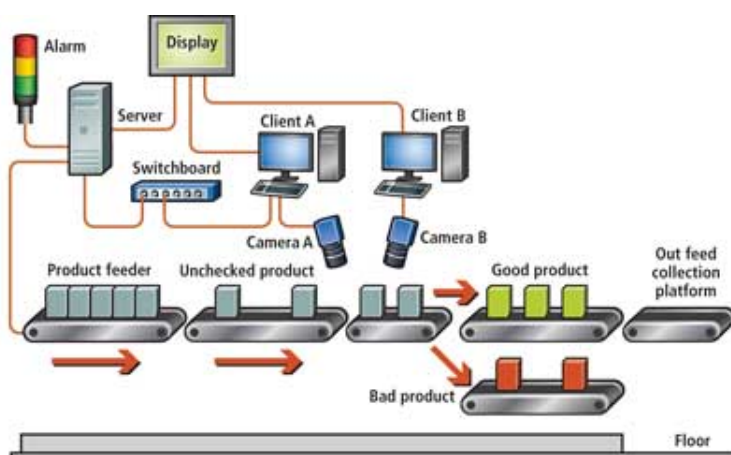 Alarm
Display
Server
Client A
Client B
Switchboard
Camera A
Camera B
Product feeder
Unchecked product
Good product
Out feed
collection
platform
Bad product
Floor